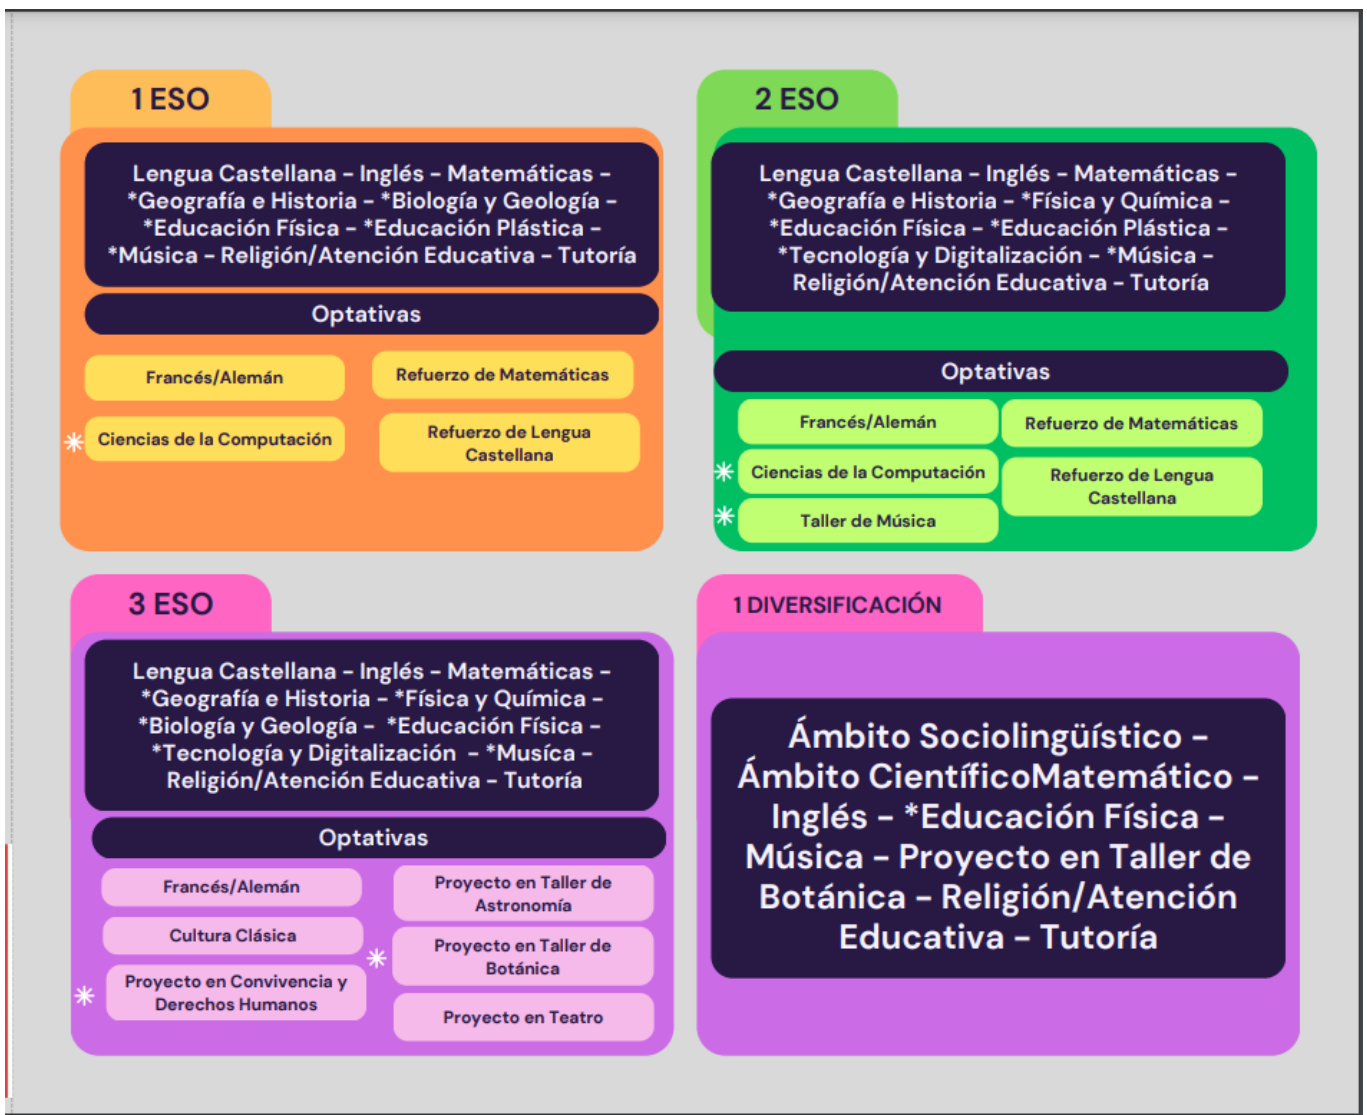 1 ESO
Lengua Castellana - Inglés - Matemáticas -
*Geografía e Historia - *Biología y Geología -
*Educación Física - *Educación Plástica -
*Música - Religión/Atención Educativa - Tutoría
Optativas
Francés/Alemán
Refuerzo de Matemáticas
Ciencias de la Computación
Refuerzo de Lengua
Castellana
2 ESO
Lengua Castellana - Inglés - Matemáticas -
*Geografía e Historia - *Física y Química -
*Educación Física - *Educación Plástica -
*Tecnología y Digitalización - *Música -
Religión/Atención Educativa - Tutoría
Optativas
Francés/Alemán
Refuerzo de Matemáticas
Ciencias de la Computación
Refuerzo de Lengua
Castellana
Taller de Música
3 ESO
Lengua Castellana - Inglés - Matemáticas -
*Geografía e Historia - *Física y Química -
*Biología y Geología - *Educación Física -
*Tecnología y Digitalización - *Musíca -
Religión/Atención Educativa - Tutoría
Optativas
Francés/Alemán
Proyecto en Taller de
Astronomía
Cultura Clásica
Proyecto en Taller de
Botánica
Proyecto en Convivencia y
Derechos Humanos
Proyecto en Teatro
1 DIVERSIFICACIÓN
Ámbito Sociolingüístico -
Ámbito CientíficoMatemático -
Inglés - *Educación Física -
Música - Proyecto en Taller de
Botánica - Religión/Atención
Educativa - Tutoría